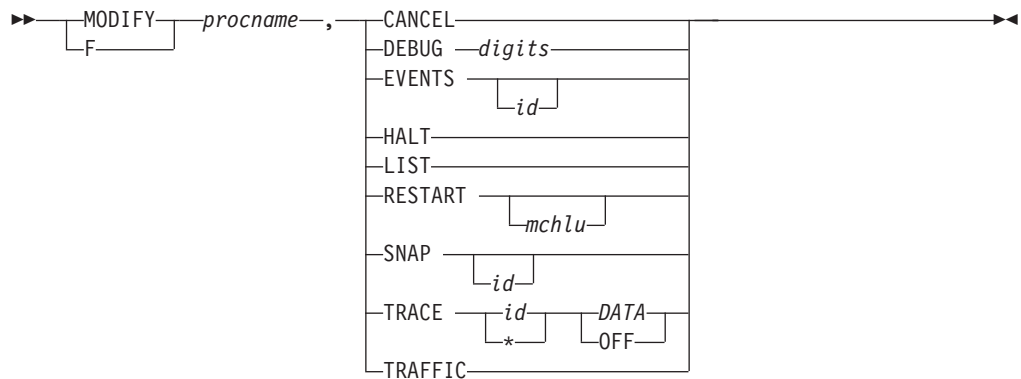 MODIFY procname , CANCEL
F DEBUG digits
EVENTS
id
HALT
LIST
RESTART
mchlu
SNAP
id
TRACE id DATA
* OFF
TRAFFIC